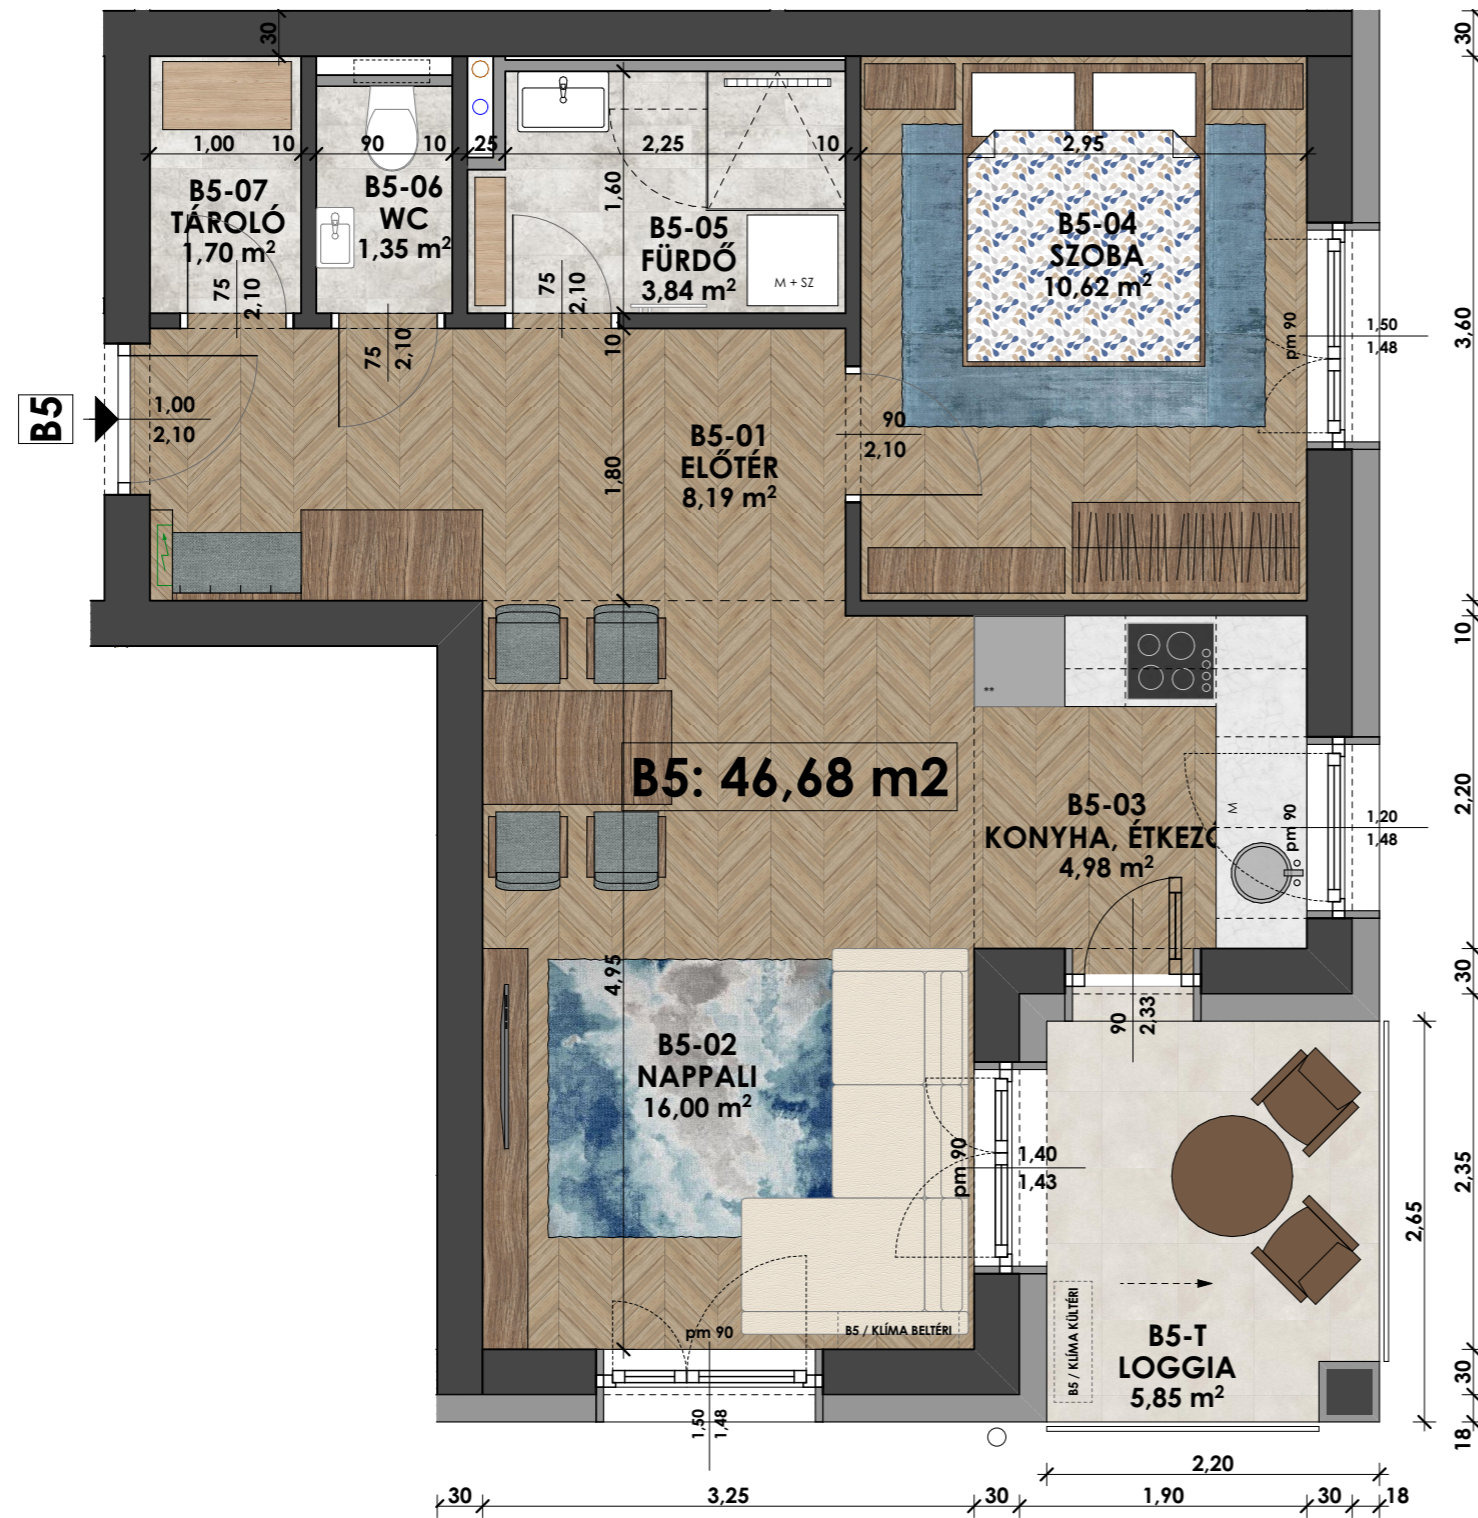 30
30
1,00
10
90
10
25
2,25
10
2,95
B5-07
TÁROLÓ
1,70 m²
B5-06
WC
1,35 m²
1,60
B5-05
FÜRDŐ
3,84 m²
M + SZ
B5-04
SZOBA
10,62 m²
75
2,10
75
2,10
75
2,10
10
pm 90
1,50
1,48
3,60
B5
1,00
2,10
B5-01
ELŐTÉR
8,19 m²
1,80
90
2,10
10
**
B5: 46,68 m2
B5-03
KONYHA, ÉTKEZŐ
4,98 m²
M
pm 90
1,20
1,48
2,20
4,95
30
90
2,33
B5-02
NAPPALI
16,00 m²
pm 90
1,40
1,43
2,65
2,35
pm 90
B5 / KLÍMA BELTÉRI
B5 / KLÍMA KÜLTÉRI
B5-T
LOGGIA
5,85 m²
30
1,50
1,48
18
2,20
30
3,25
30
1,90
30
18